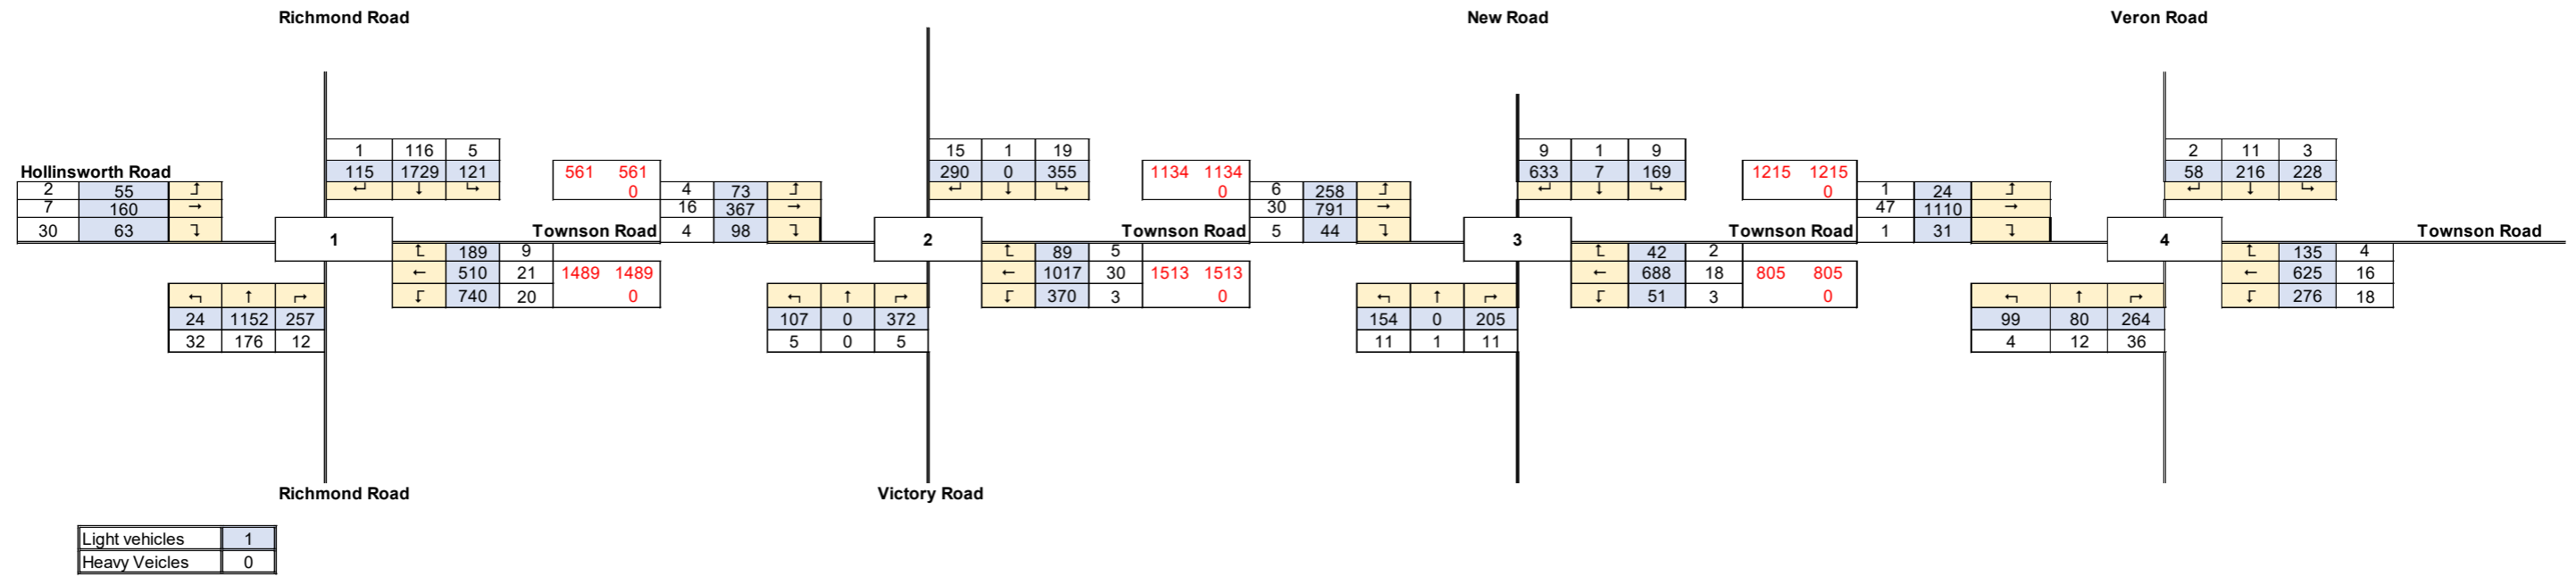 Richmond Road New Road Veron Road
1 116 5 15 1 19 9 1 9 2 11 3
Hollinsworth Road 115 1729 121 561 561 290 0 355 1134 1134 633 7 169 1215 1215 58 216 228
2 55 ↲ ↓ ↳ 0 4 73 ↲ ↓ ↳ 0 6 258 ↲ ↓ ↳ 0 1 24 ↲ ↓ ↳
7 160 → 16 367 → 30 791 → 47 1110 →
30 63 1 Townson Road 4 98 2 Townson Road 5 44 3 Townson Road 1 31 4 Townson Road
189 9 89 5 42 2 135 4
← 510 21 1489 1489 ← 1017 30 1513 1513 ← 688 18 805 805 ← 625 16
↰ ↑ ↱ 740 20 0 ↰ ↑ ↱ 370 3 0 ↰ ↑ ↱ 51 3 0 ↰ ↑ ↱ 276 18
24 1152 257 107 0 372 154 0 205 99 80 264
32 176 12 5 0 5 11 1 11 4 12 36
Richmond Road Victory Road
Light vehicles 1
Heavy Veicles 0